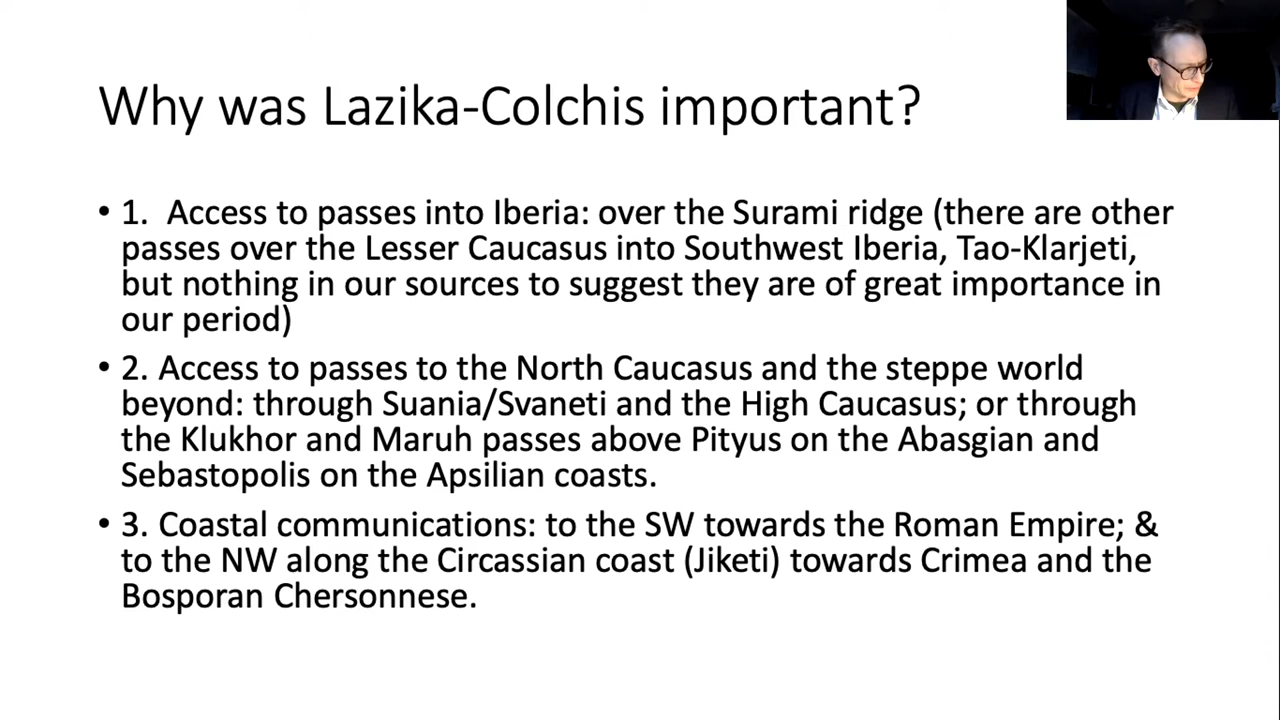 Why was Lazika-Colchis important?
• 1.  Access to passes into Iberia: over the Surami ridge (there are other
passes over the Lesser Caucasus into Southwest Iberia, Tao-Klarjeti,
but nothing in our sources to suggest they are of great importance in
our period)
• 2. Access to passes to the North Caucasus and the steppe world
beyond: through Suania/Svaneti and the High Caucasus; or through
the Klukhor and Maruh passes above Pityus on the Abasgian and
Sebastopolis on the Apsilian coasts.
• 3. Coastal communications: to the SW towards the Roman Empire; &
to the NW along the Circassian coast (Jiketi) towards Crimea and the
Bosporan Chersonnese.